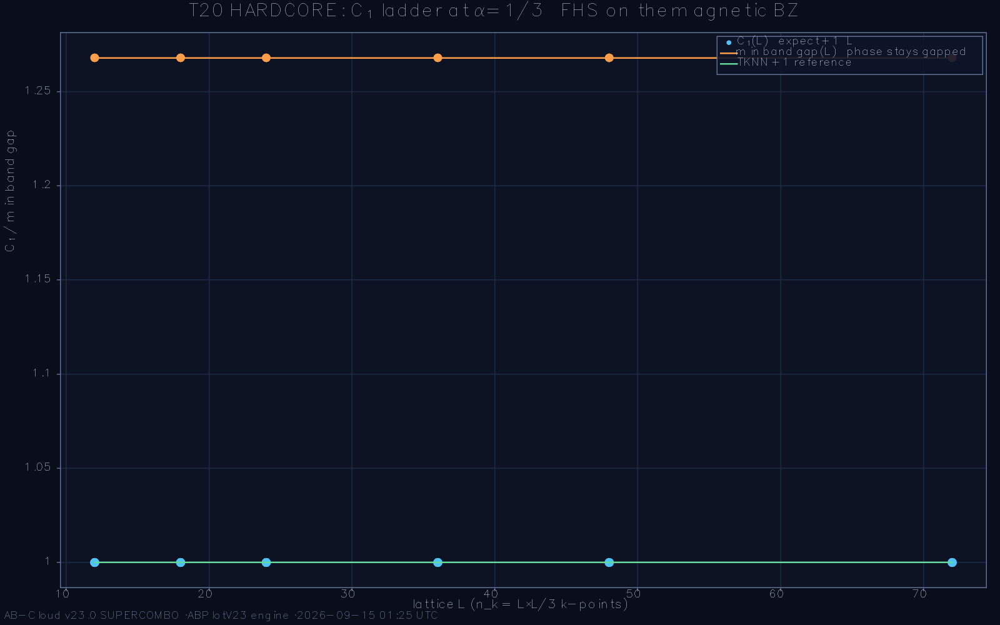 T20 HARDCORE: C₁ ladder at α = 1/3 FHS on the magnetic BZ
C₁(L) expect +1 L
min band gap(L) phase stays gapped
TKNN +1 reference
C₁ / min band gap
1.25
1.2
1.15
1.1
1.05
1
10 20 30 40 50 60 70
lattice L (n_k = L×L/3 k-points)
AB-Cloud v23.0 SUPERCOMBO · ABPlotV23 engine · 2026-09-15 01:25 UTC